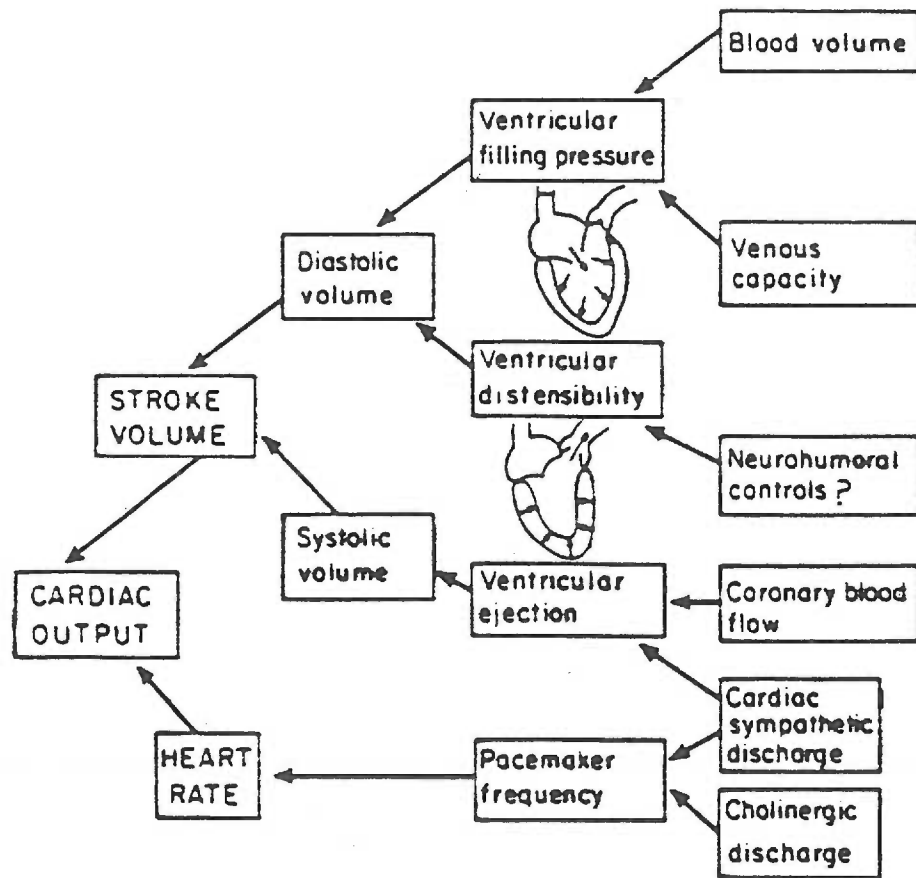 Blood volume
Ventricular
filling pressure
Venous
capacity
Diastolic
volume
Ventricular
distensibility
STROKE
VOLUME
Neurohumoral
controls?
Systolic
volume
Ventricular
ejection
Coronary blood
flow
CARDIAC
OUTPUT
Cardiac
sympathetic
discharge
HEART
RATE
Pacemaker
frequency
Cholinergic
discharge